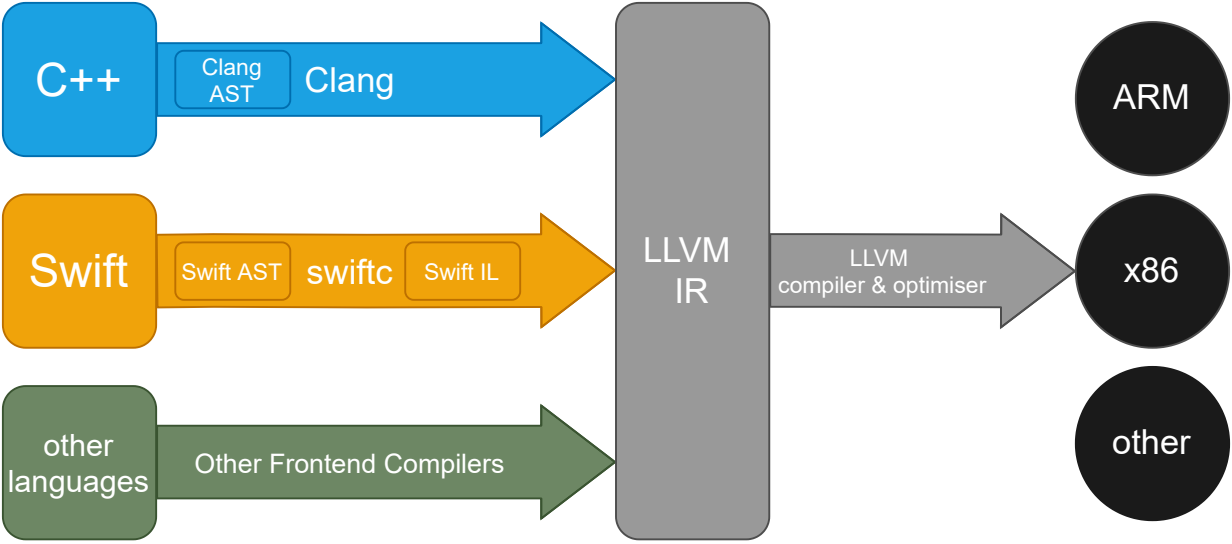 C++
Clang
AST
Clang
Swift
Swift AST
swiftc
Swift IL
other
languages
Other Frontend Compilers
LLVM
IR
LLVM
compiler & optimiser
ARM
x86
other